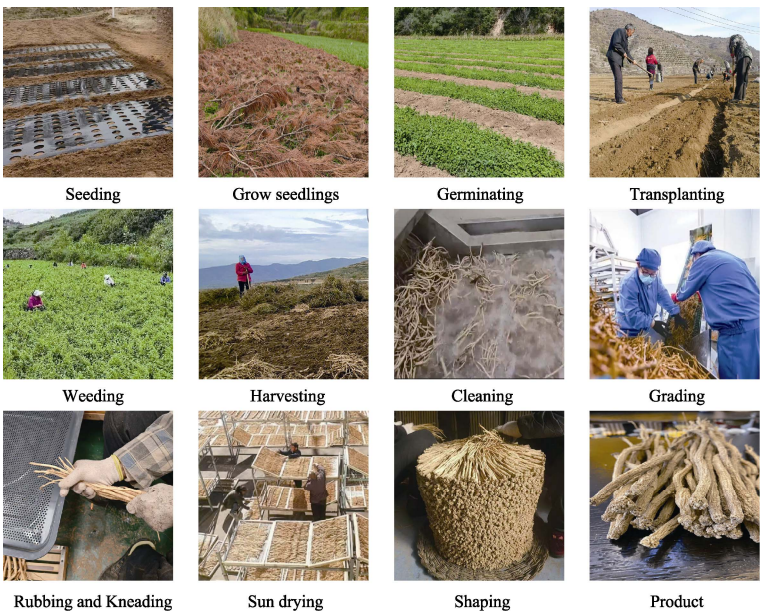 Seeding
Grow seedlings
Germinating
Transplanting
Weeding
Harvesting
Cleaning
Grading
Rubbing and Kneading
Sun drying
Shaping
Product